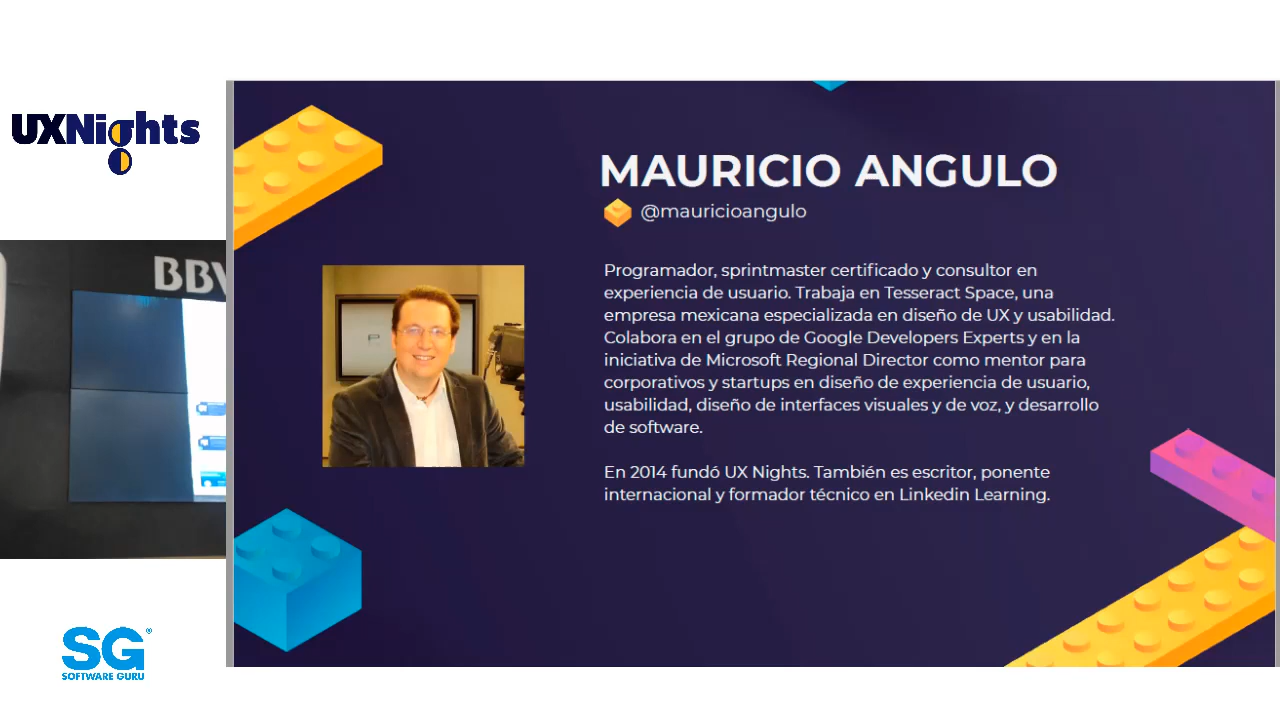 UXNights
BBV
SG
SOFTWARE GURU
MAURICIO ANGULO
@mauricioangulo
Programador, sprintmaster certificado y consultor en
experiencia de usuario. Trabaja en Tesseract Space, una
empresa mexicana especializada en diseño de UX y usabilidad.
Colabora en el grupo de Google Developers Experts y en la
iniciativa de Microsoft Regional Director como mentor para
corporativos y startups en diseño de experiencia de usuario,
usabilidad, diseño de interfaces visuales y de voz, y desarrollo
de software.
En 2014 fundó UX Nights. También es escritor, ponente
internacional y formador técnico en Linkedin Learning.